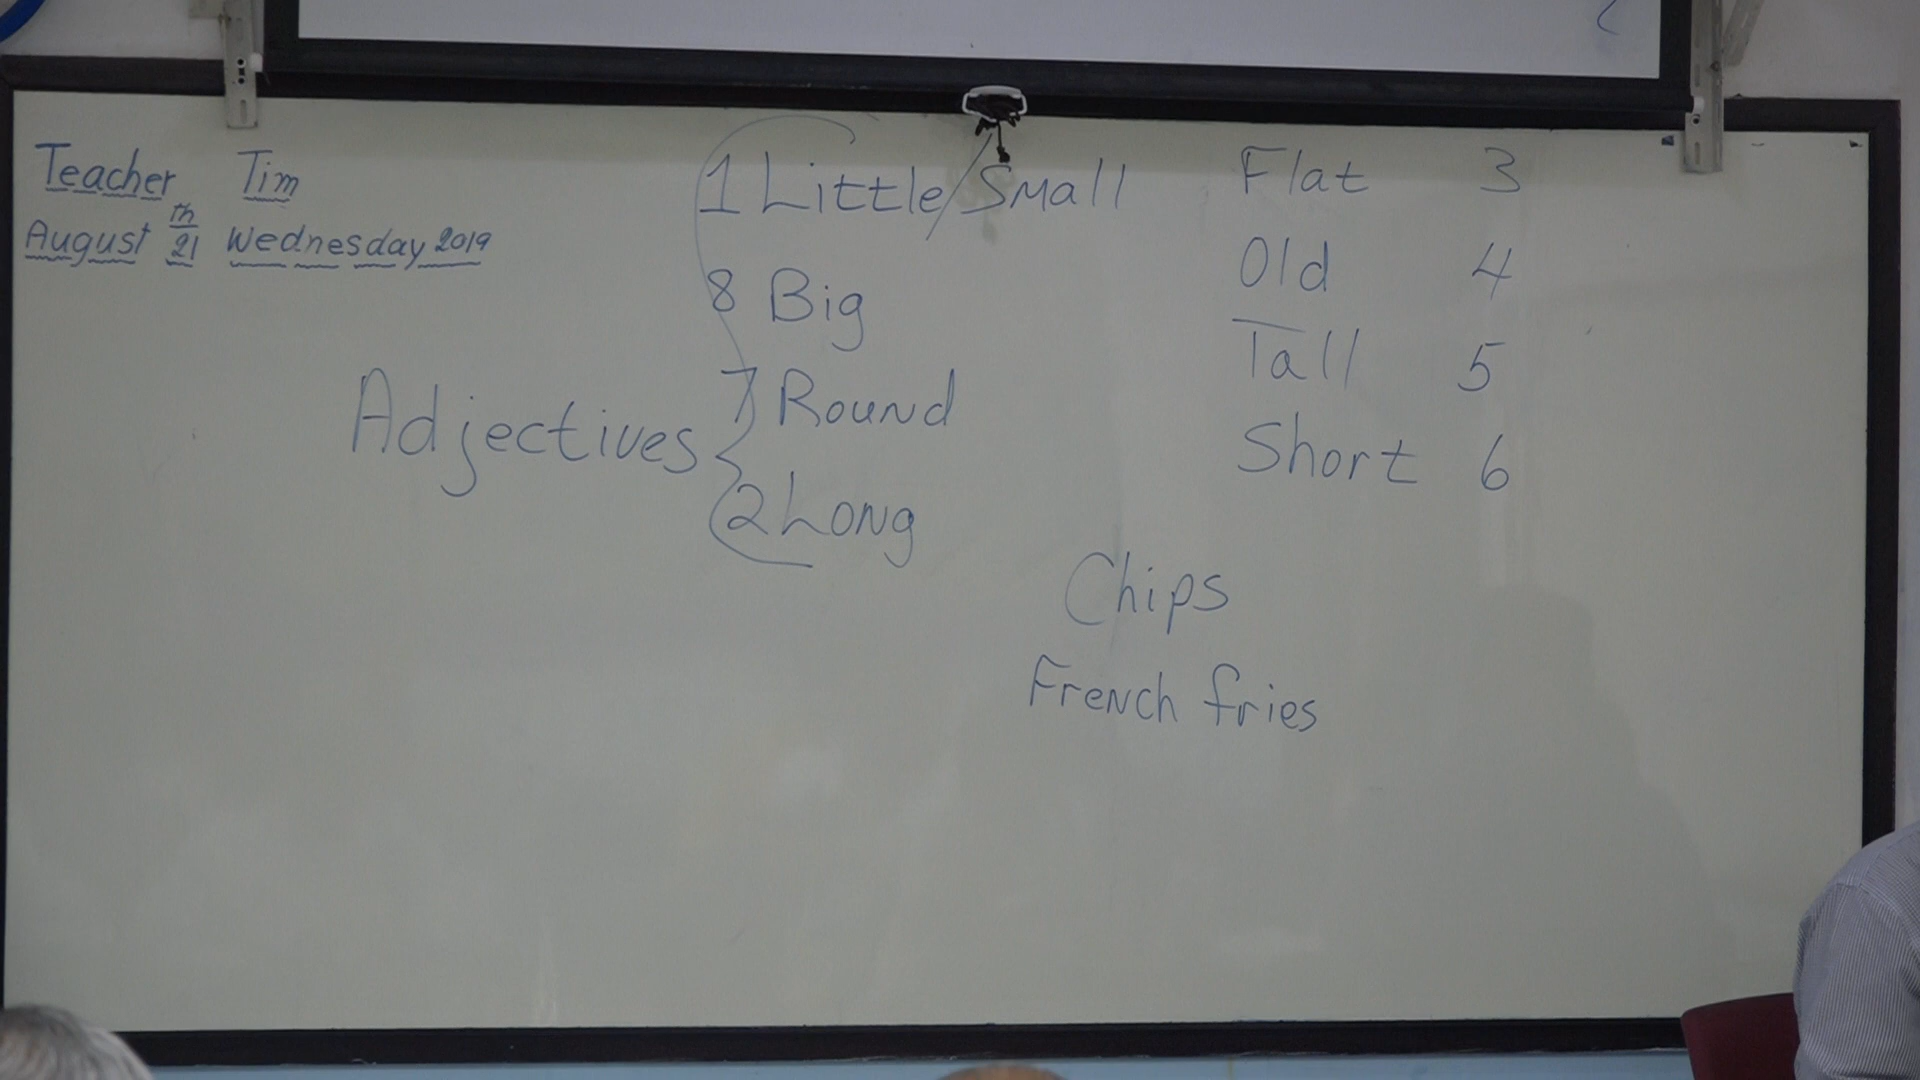 Teacher Tim
August 21th Wednesday 2019
1 Little/Small
8 Big
Adjectives
7 Round
2 Long
Flat 3
Old 4
Tall 5
Short 6
Chips
French fries